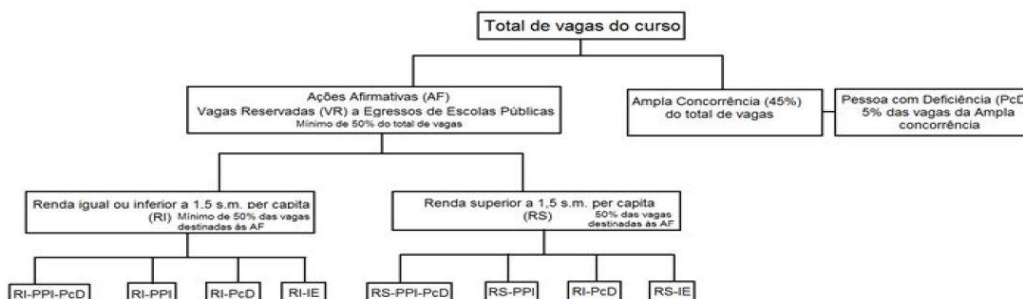 Total de vagas do curso
Ações Afirmativas (AF)
Vagas Reservadas (VR) a Egressos de Escolas Públicas
Mínimo de 50% do total de vagas
Ampla Concorrência (45%)
do total de vagas
Pessoa com Deficiência (PcD
5% das vagas da Ampla
concorrência
Renda igual ou inferior a 1.5 s.m. per capita
(RI) Mínimo de 50% das vagas
destinadas às AF
Renda superior a 1,5 s.m. per capita
(RS) 50% das vagas
destinadas às AF
RI-PPI-PcD
RI-PPI
RI-PcD
RI-IE
RS-PPI-PcD
RS-PPI
RI-PcD
RS-IE